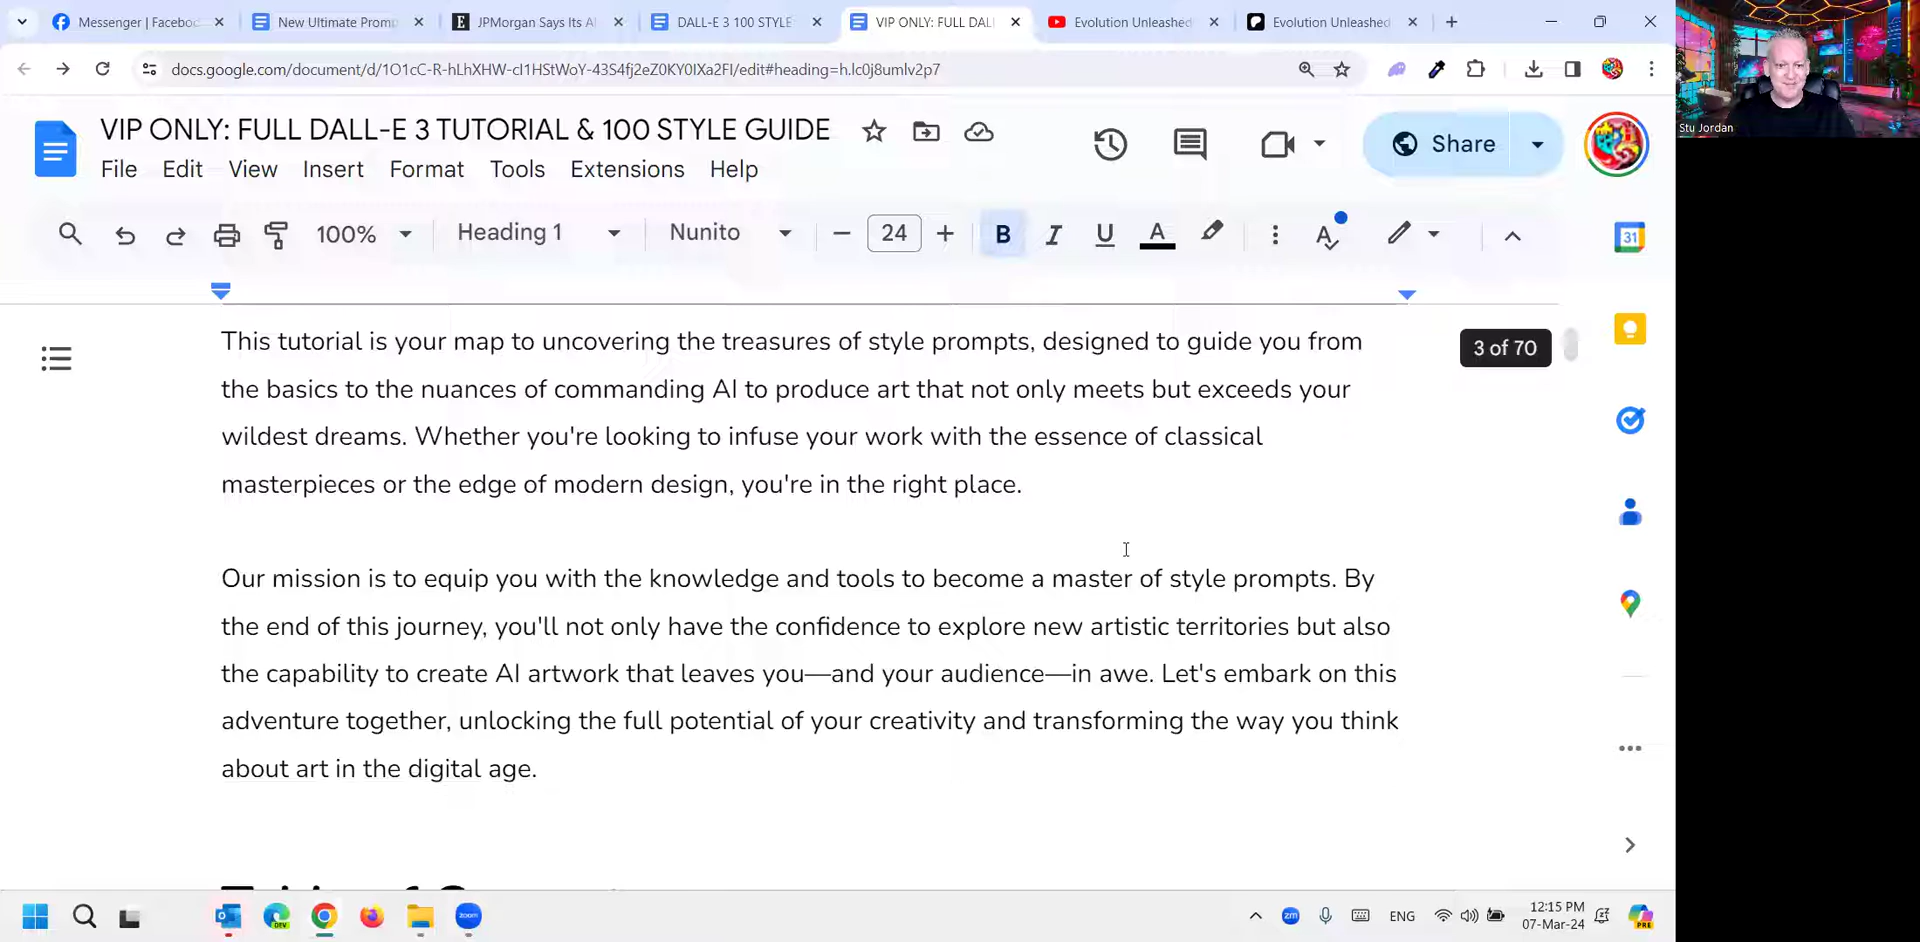 Messenger | Faceboo
New Ultimate Promp
JPMorgan Says Its AI
DALL-E 3 100 STYLE
VIP ONLY: FULL DAL
Evolution Unleashed
Evolution Unleashed
docs.google.com/document/d/1O1cC-R-hLhXHW-cI1HStWoY-43S4fj2eZ0KY0IXa2FI/edit#heading=h.lc0j8umlv2p7
Stu Jordan
VIP ONLY: FULL DALL-E 3 TUTORIAL & 100 STYLE GUIDE
File Edit View Insert Format Tools Extensions Help
Share
100% Heading 1 Nunito 24 B I U A
31
This tutorial is your map to uncovering the treasures of style prompts, designed to guide you from
the basics to the nuances of commanding AI to produce art that not only meets but exceeds your
wildest dreams. Whether you're looking to infuse your work with the essence of classical
masterpieces or the edge of modern design, you're in the right place.
3 of 70
Our mission is to equip you with the knowledge and tools to become a master of style prompts. By
the end of this journey, you'll not only have the confidence to explore new artistic territories but also
the capability to create AI artwork that leaves you—and your audience—in awe. Let's embark on this
adventure together, unlocking the full potential of your creativity and transforming the way you think
about art in the digital age.
DEV
zoom
zm
ENG
12:15 PM
07-Mar-24
PRE